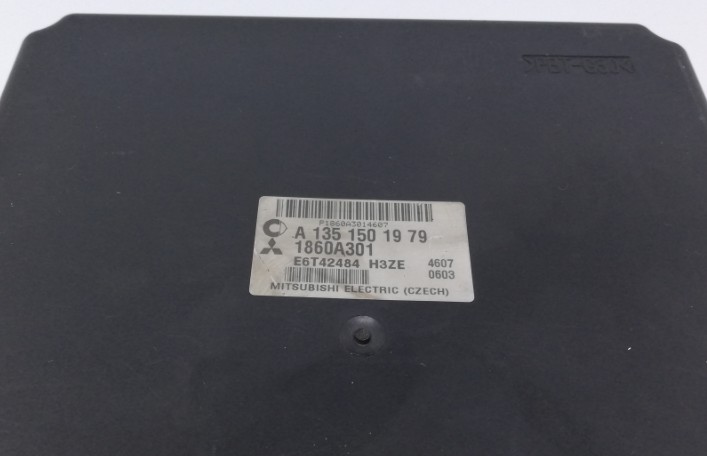 P1860A3014607
A 135 150 19 79
1860A301
E6T42484 H3ZE 4607
0603
MITSUBISHI ELECTRIC (CZECH)